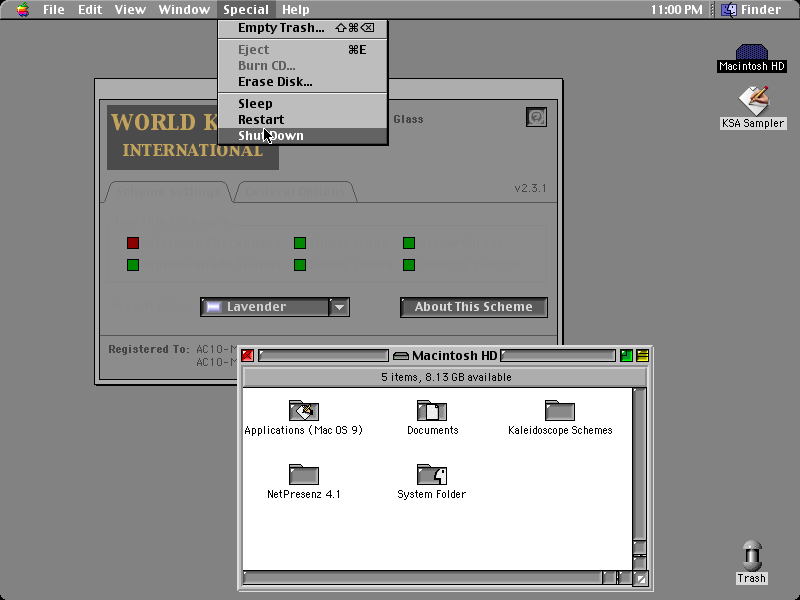 File Edit View Window Special Help 11:00 PM Finder
Empty Trash... ⇧⌘⌫
Eject ⌘E
Burn CD...
Erase Disk...
Sleep
Restart
Shut Down
Macintosh HD
KSA Sampler
WORLD K
INTERNATIONAL
Glass
v2.3.1
Lavender
About This Scheme
Registered To: AC10-M
AC10-M
Macintosh HD
5 items, 8.13 GB available
Applications (Mac OS 9) Documents Kaleidoscope Schemes
NetPresenz 4.1 System Folder
Trash